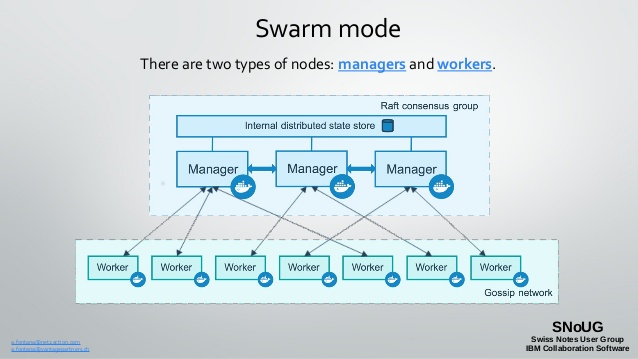 Swarm mode
There are two types of nodes: managers and workers.
Raft consensus group
Internal distributed state store
Manager Manager Manager
Worker Worker Worker Worker Worker Worker Worker
Gossip network
SNoUG
Swiss Notes User Group
IBM Collaboration Software